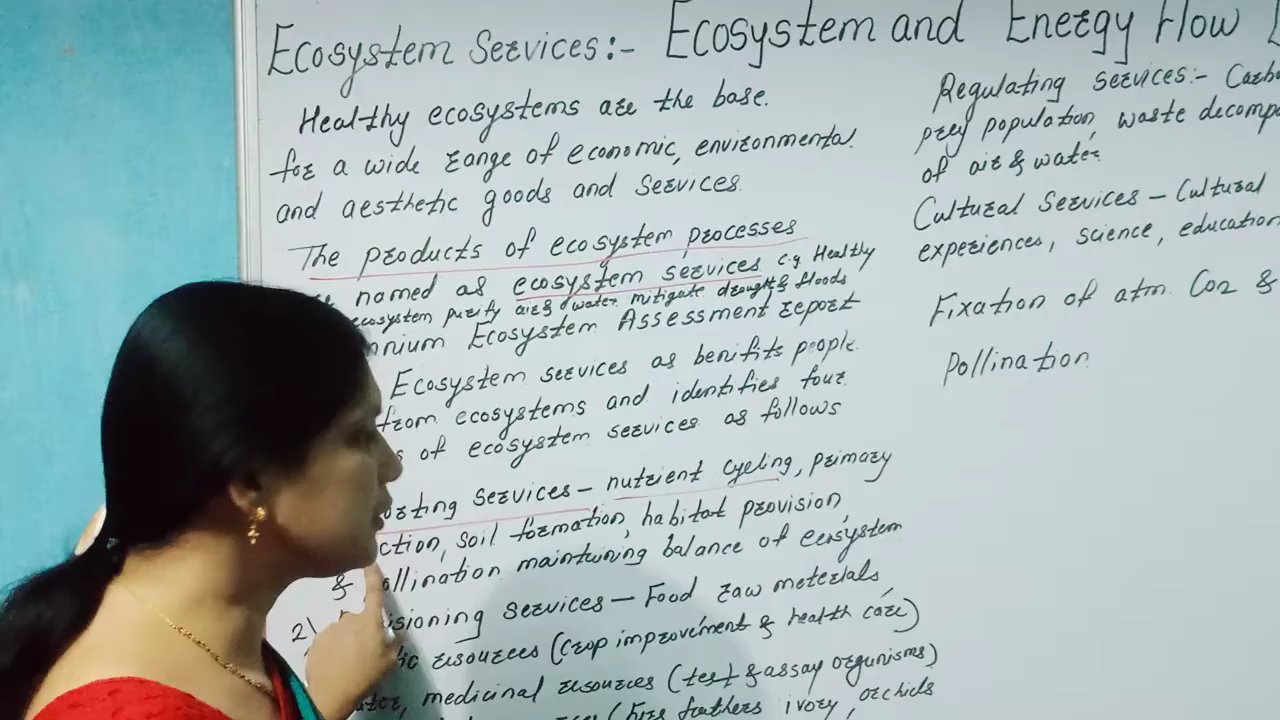 Ecosystem Services:- Ecosystem and Energy Flow
Healthy ecosystems are the base.
for a wide range of economic, environmental
and aesthetic goods and services.
The products of ecosystem processes
named as ecosystem services e.g Healthy
ecosystem purify air & water mitigate drought & floods
Ecosystem Assessment report
Ecosystem services as benifits people.
from ecosystems and identifies four
of ecosystem services as follows
services - nutrient cycling, primary
soil formation, habitat provision,
& maintaining balance of
2) services - Food raw meterials,
resources (crop improvement & health care)
medicinal resources (test & assay organisms)
feathers ivory, orchids
Regulating services:-
prey population, waste
of air & water
Cultural Services - Cultural
experiences, science, education
Fixation of atm. Co2 &
Pollination